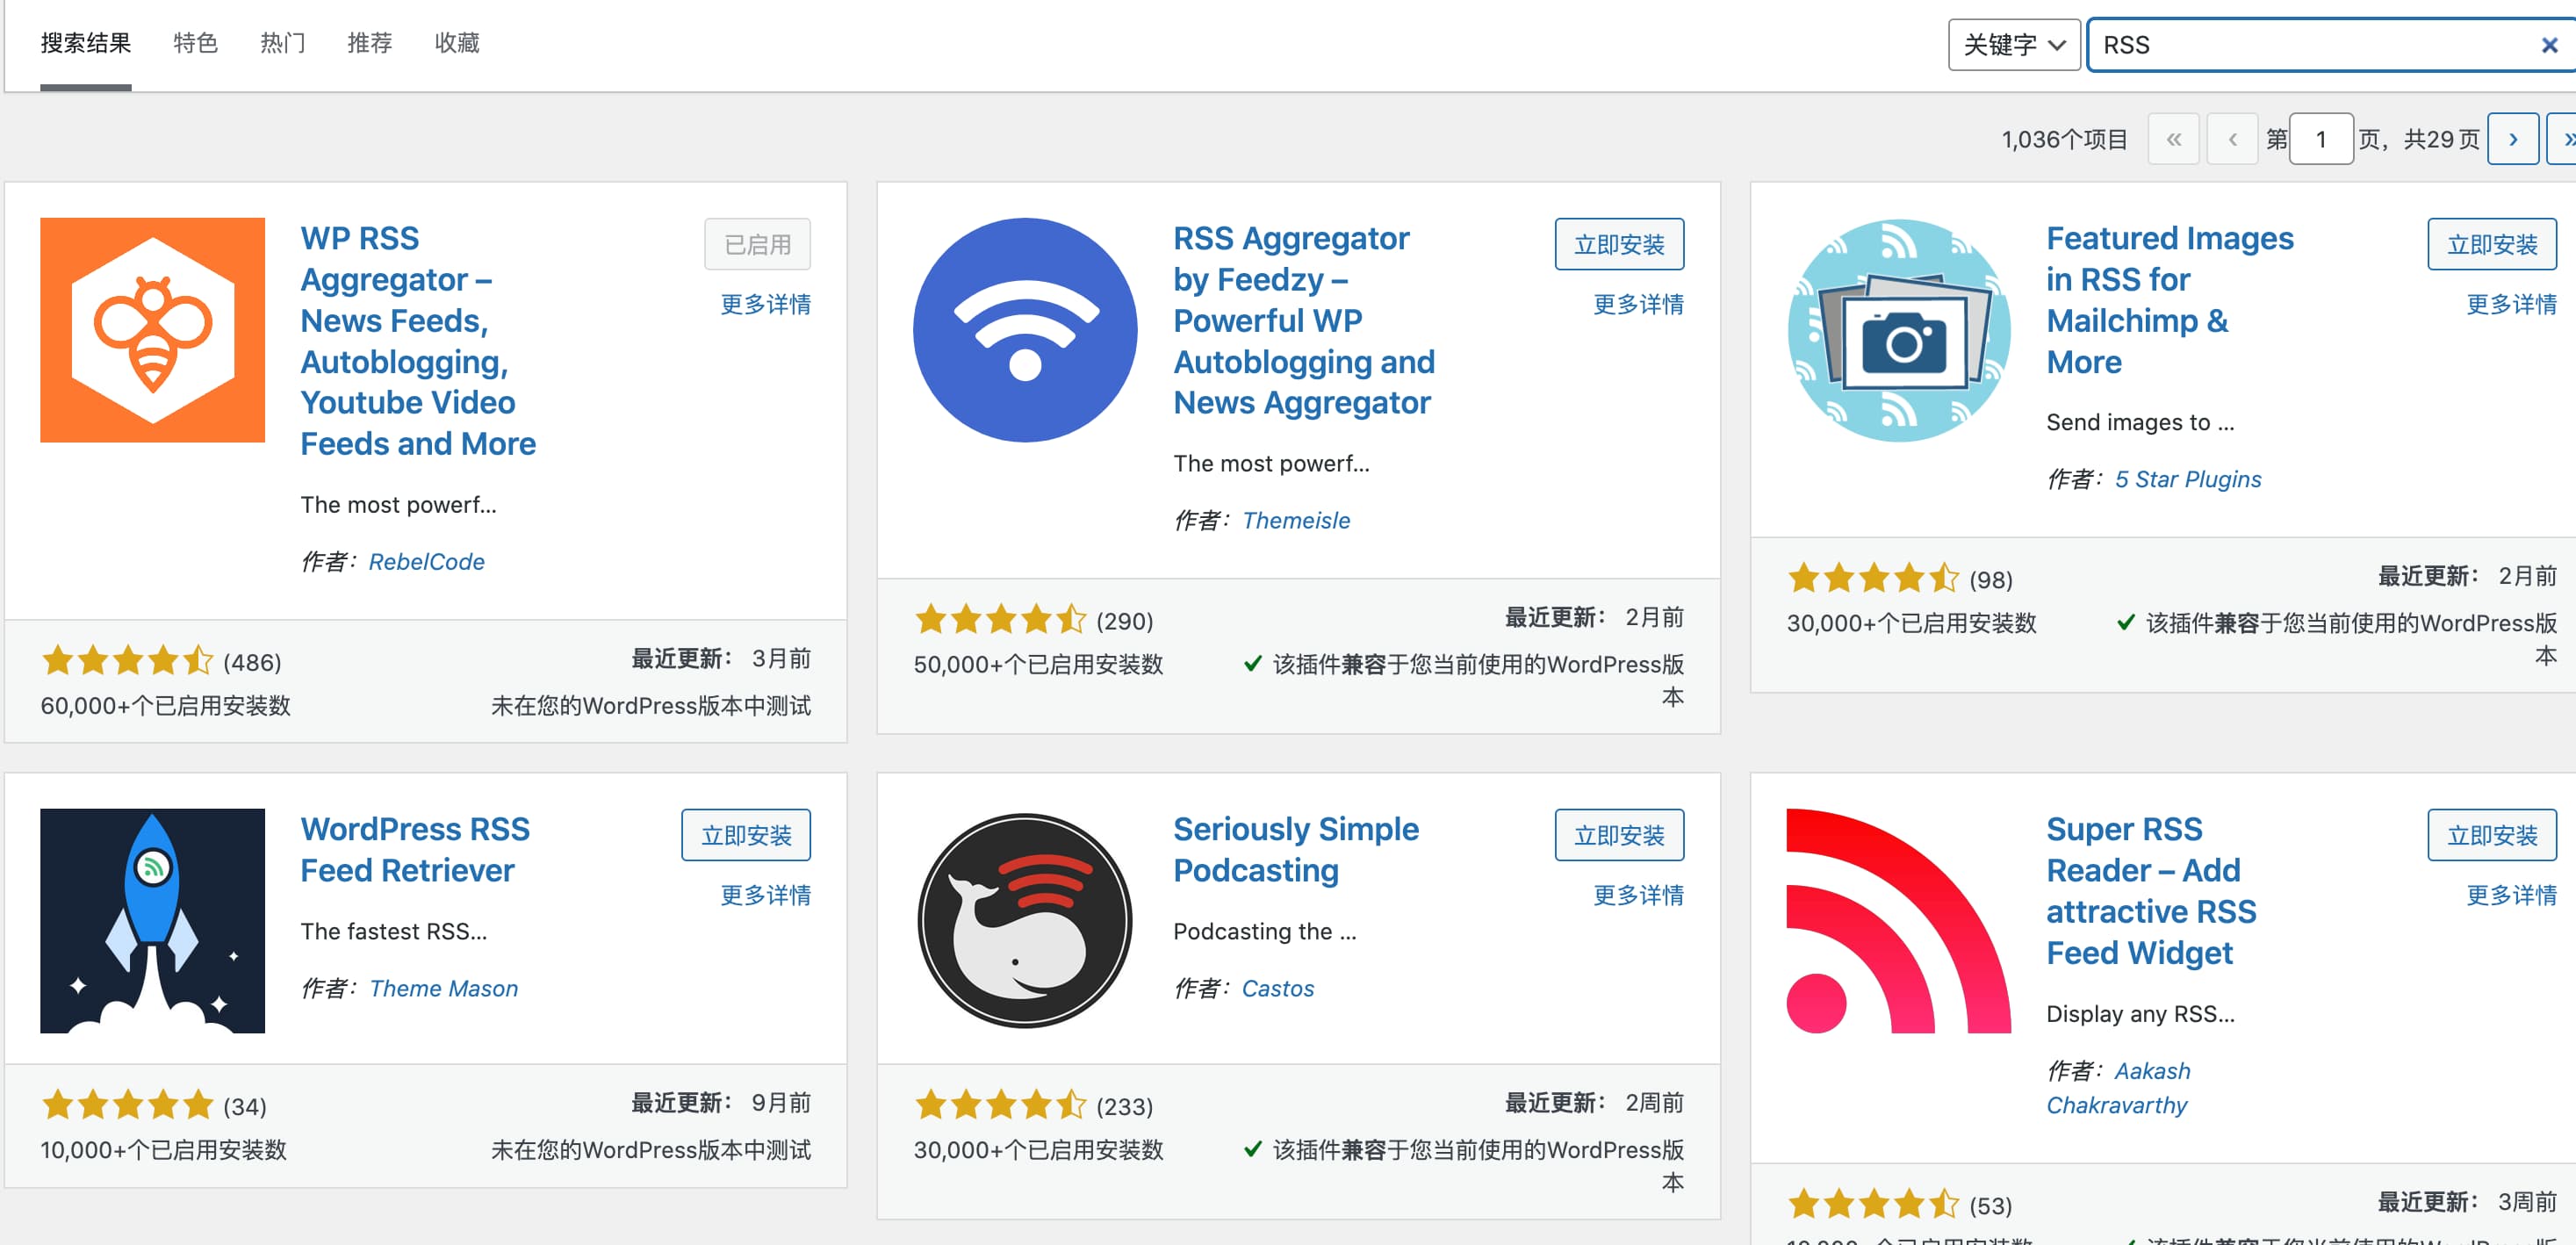 搜索结果 特色 热门 推荐 收藏
关键字 RSS
1,036个项目 « ‹ 第 1 页，共29页 › »
WP RSS
Aggregator –
News Feeds,
Autoblogging,
Youtube Video
Feeds and More
已启用
更多详情
The most powerf...
作者：RebelCode
(486)
最近更新： 3月前
60,000+个已启用安装数
未在您的WordPress版本中测试
RSS Aggregator
by Feedzy –
Powerful WP
Autoblogging and
News Aggregator
立即安装
更多详情
The most powerf...
作者：Themeisle
(290)
最近更新： 2月前
50,000+个已启用安装数
该插件兼容于您当前使用的WordPress版
本
Featured Images
in RSS for
Mailchimp &
More
立即安装
更多详情
Send images to ...
作者：5 Star Plugins
(98)
最近更新： 2月前
30,000+个已启用安装数
该插件兼容于您当前使用的WordPress版
本
WordPress RSS
Feed Retriever
立即安装
更多详情
The fastest RSS...
作者：Theme Mason
(34)
最近更新： 9月前
10,000+个已启用安装数
未在您的WordPress版本中测试
Seriously Simple
Podcasting
立即安装
更多详情
Podcasting the ...
作者：Castos
(233)
最近更新： 2周前
30,000+个已启用安装数
该插件兼容于您当前使用的WordPress版
本
Super RSS
Reader – Add
attractive RSS
Feed Widget
立即安装
更多详情
Display any RSS...
作者：Aakash
Chakravarthy
(53)
最近更新： 3周前